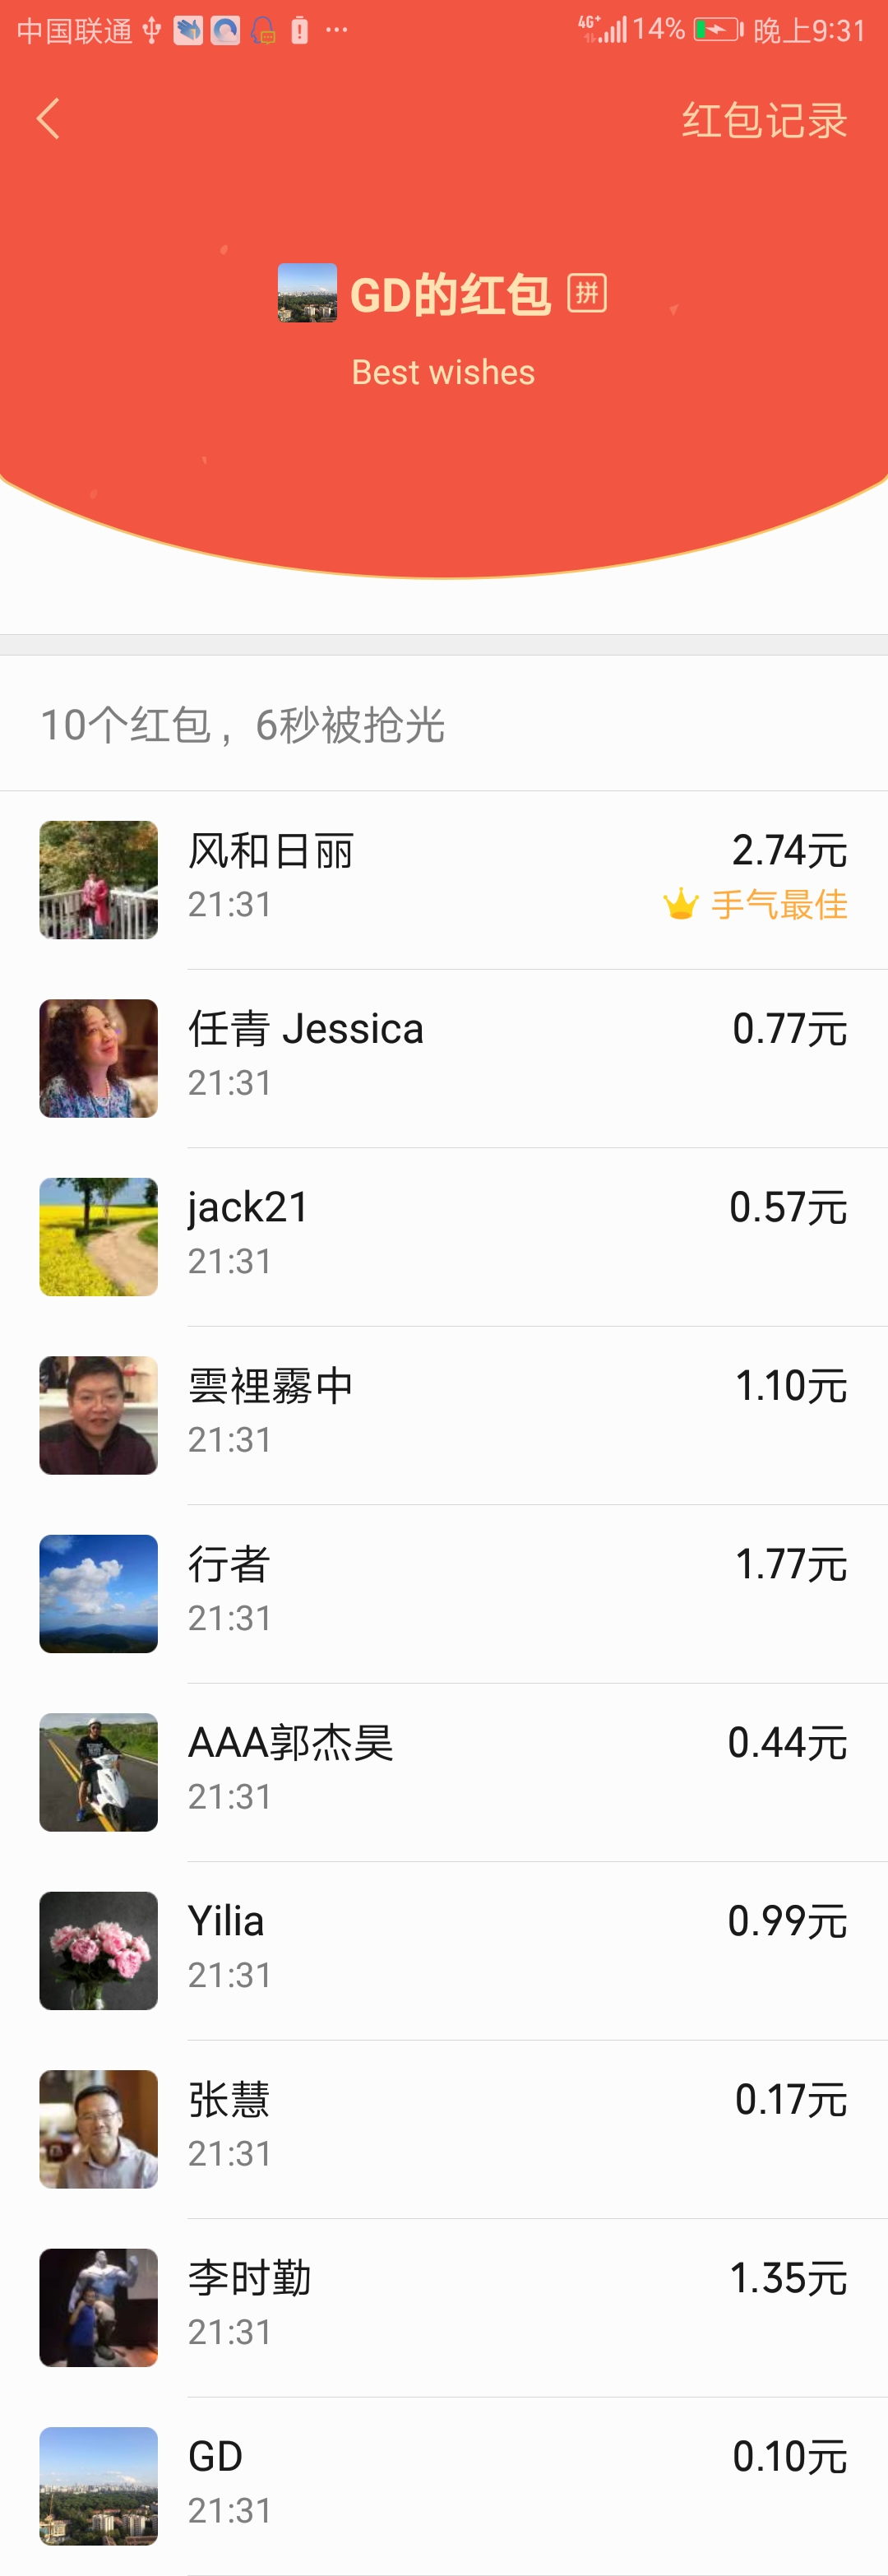 中国联通 ... 4G+ 14% 晚上9:31
红包记录
GD的红包 拼
Best wishes
10个红包，6秒被抢光
风和日丽 2.74元
21:31 手气最佳
任青 Jessica 0.77元
21:31
jack21 0.57元
21:31
雲裡霧中 1.10元
21:31
行者 1.77元
21:31
AAA郭杰昊 0.44元
21:31
Yilia 0.99元
21:31
张慧 0.17元
21:31
李时勤 1.35元
21:31
GD 0.10元
21:31